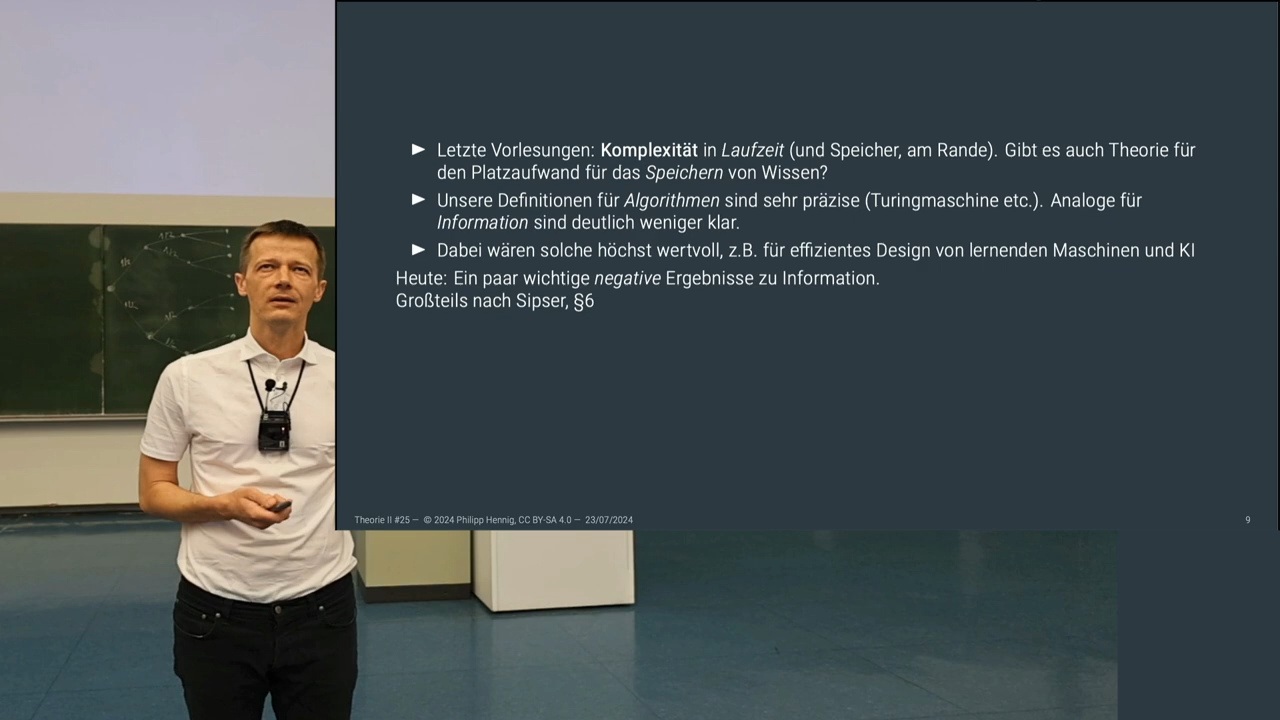 ► Letzte Vorlesungen: Komplexität in Laufzeit (und Speicher, am Rande). Gibt es auch Theorie für
den Platzaufwand für das Speichern von Wissen?
► Unsere Definitionen für Algorithmen sind sehr präzise (Turingmaschine etc.). Analoge für
Information sind deutlich weniger klar.
► Dabei wären solche höchst wertvoll, z.B. für effizientes Design von lernenden Maschinen und KI
Heute: Ein paar wichtige negative Ergebnisse zu Information.
Großteils nach Sipser, §6
Theorie II #25 — © 2024 Philipp Hennig, CC BY-SA 4.0 — 23/07/2024
9